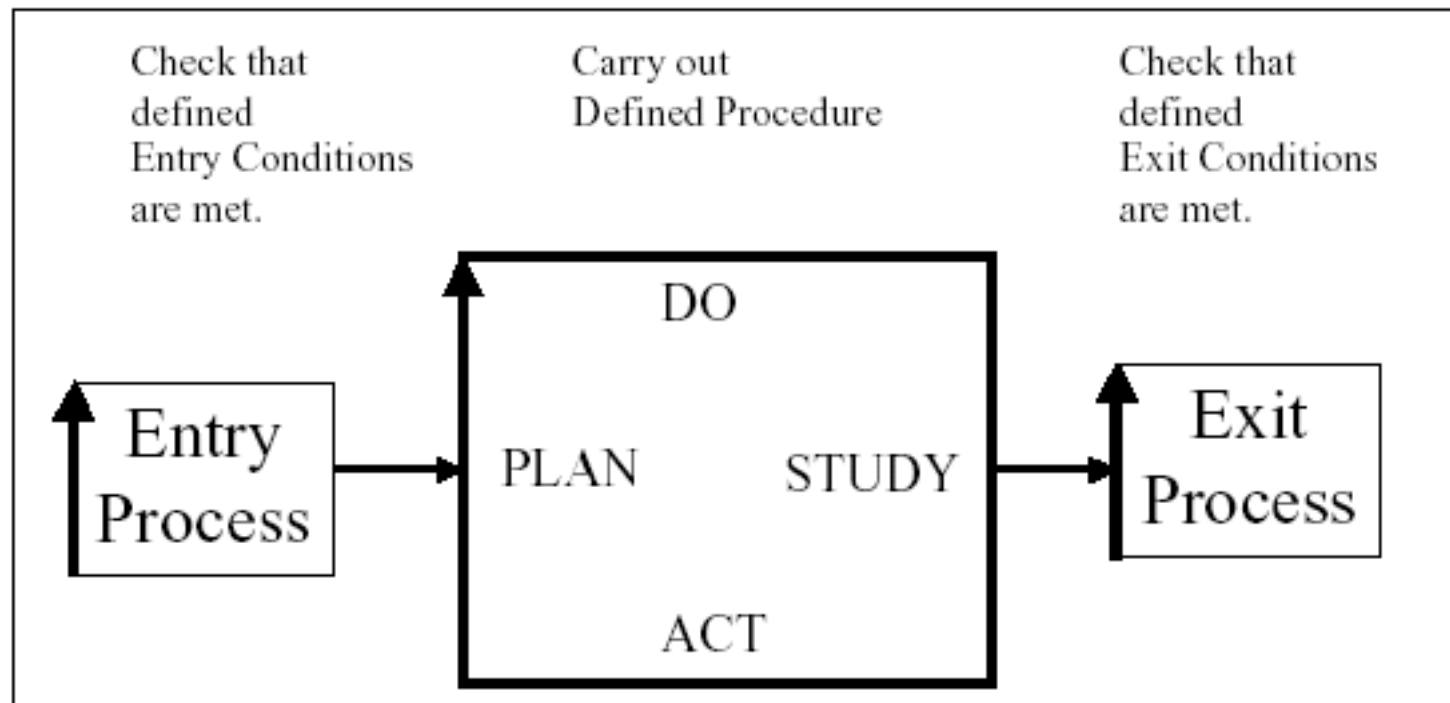 Check that
defined
Entry Conditions
are met.
Carry out
Defined Procedure
Check that
defined
Exit Conditions
are met.
DO
Entry
Process
PLAN
STUDY
Exit
Process
ACT